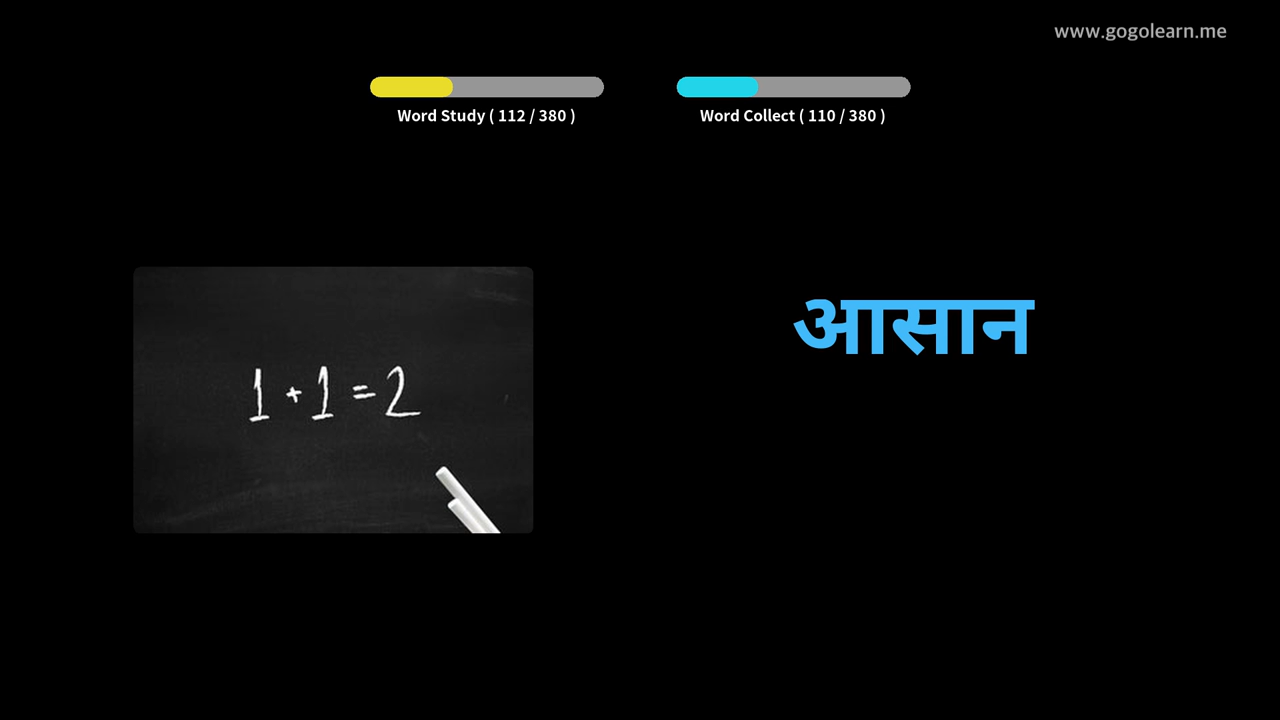 www.gogolearn.me
Word Study ( 112 / 380 )
Word Collect ( 110 / 380 )
आसान
1 + 1 = 2